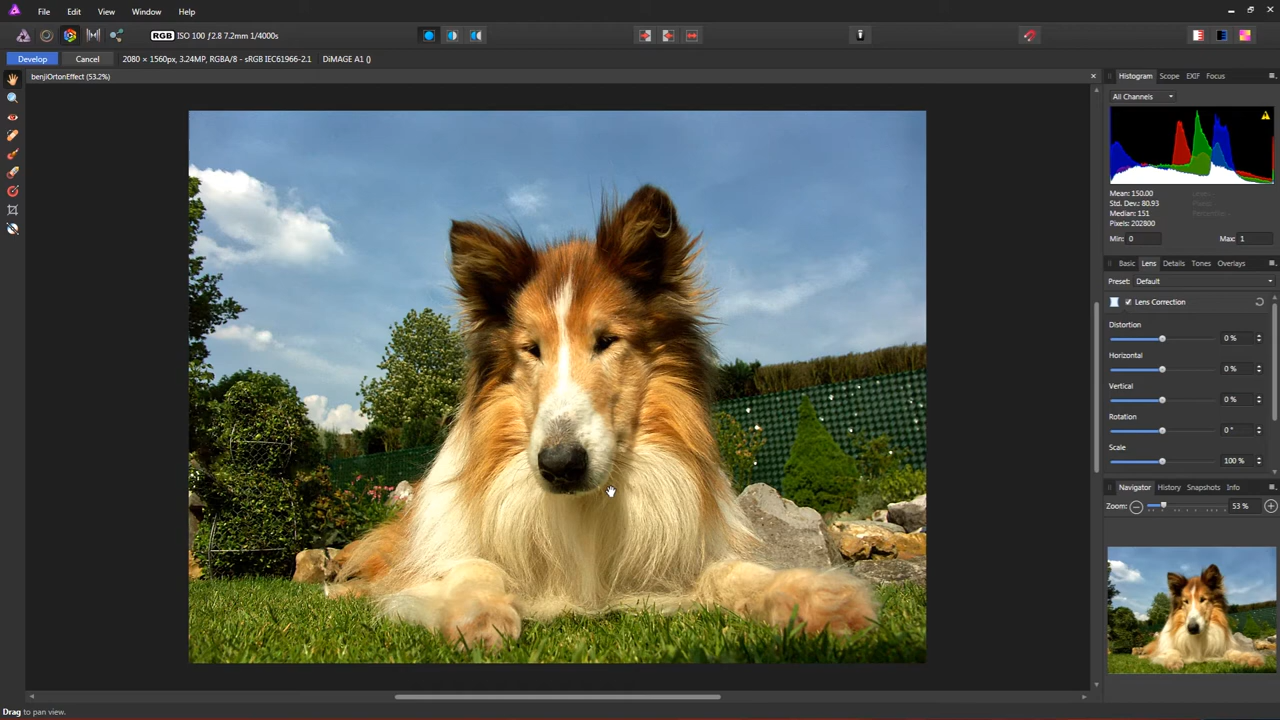 File Edit View Window Help
RGB ISO 100 ƒ2.8 7.2mm 1/4000s
Develop Cancel 2080 × 1560px, 3.24MP, RGBA/8 - sRGB IEC61966-2.1 DiMAGE A1 ()
benjiOrtonEffect (53.2%)
Histogram Scope EXIF Focus
All Channels
Mean: 150.00
Std. Dev.: 80.93
Median: 151
Pixels: 202800
Min: 0 Max: 1
Basic Lens Details Tones Overlays
Preset: Default
Lens Correction
Distortion
0 %
Horizontal
0 %
Vertical
0 %
Rotation
0 °
Scale
100 %
Navigator History Snapshots Info
Zoom: 53 %
Drag to pan view.